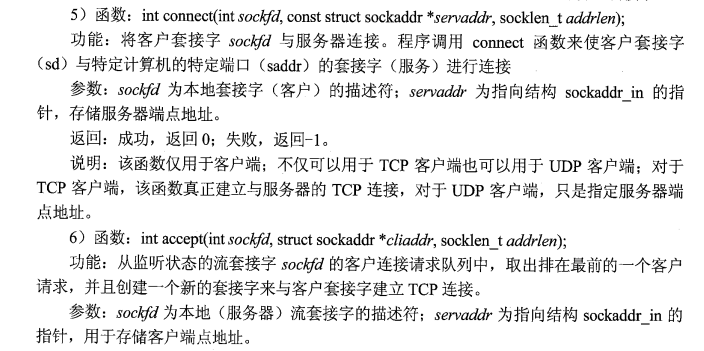 5）函数：int connect(int sockfd, const struct sockaddr *servaddr, socklen_t addrlen);
功能：将客户套接字 sockfd 与服务器连接。程序调用 connect 函数来使客户套接字
（sd）与特定计算机的特定端口（saddr）的套接字（服务）进行连接
参数：sockfd 为本地套接字（客户）的描述符；servaddr 为指向结构 sockaddr_in 的指
针，存储服务器端点地址。
返回：成功，返回 0；失败，返回-1。
说明：该函数仅用于客户端；不仅可以用于 TCP 客户端也可以用于 UDP 客户端；对于
TCP 客户端，该函数真正建立与服务器的 TCP 连接，对于 UDP 客户端，只是指定服务器端
点地址。
6）函数：int accept(int sockfd, struct sockaddr *cliaddr, socklen_t addrlen);
功能：从监听状态的流套接字 sockfd 的客户连接请求队列中，取出排在最前的一个客户
请求，并且创建一个新的套接字来与客户套接字建立 TCP 连接。
参数：sockfd 为本地（服务器）流套接字的描述符；servaddr 为指向结构 sockaddr_in 的
指针，用于存储客户端点地址。